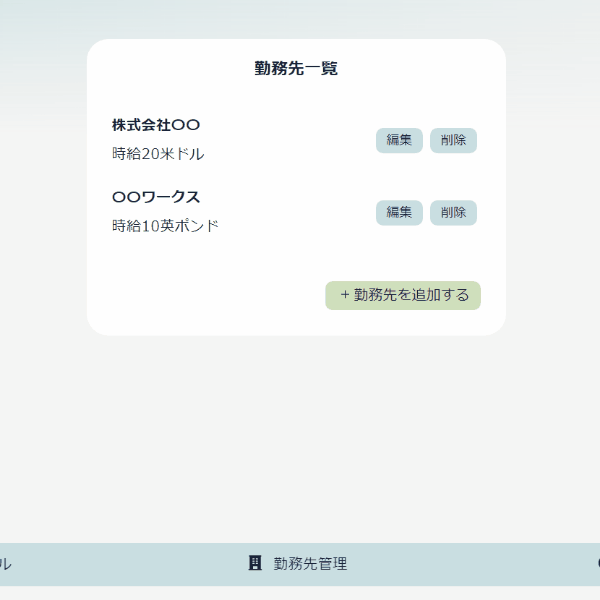 勤務先一覧
株式会社〇〇
時給20米ドル
編集 削除
〇〇ワークス
時給10英ポンド
編集 削除
+ 勤務先を追加する
ル 勤務先管理